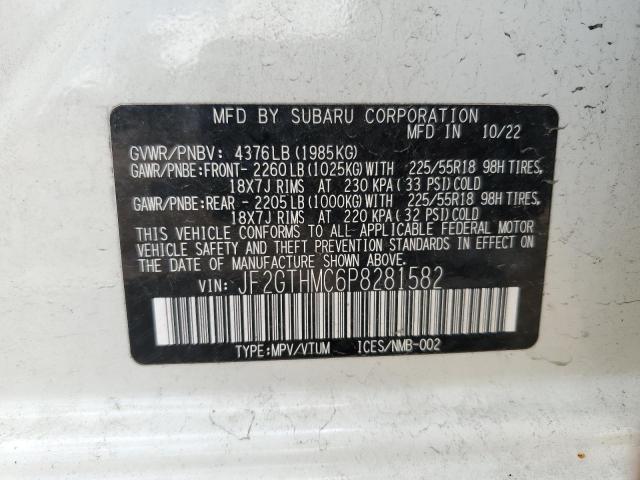 MFD BY SUBARU CORPORATION
MFD IN 10/22
GVWR/PNBV: 4376LB(1985KG)
GAWR/PNBE:FRONT- 2260LB(1025KG)WITH 225/55R18 98H TIRES,
18X7J RIMS AT 230 KPA(33 PSI)COLD
GAWR/PNBE:REAR - 2205LB(1000KG)WITH 225/55R18 98H TIRES,
18X7J RIMS AT 220 KPA(32 PSI)COLD
THIS VEHICLE CONFORMS TO ALL APPLICABLE FEDERAL MOTOR
VEHICLE SAFETY AND THEFT PREVENTION STANDARDS IN EFFECT ON
THE DATE OF MANUFACTURE SHOWN ABOVE.
VIN: JF2GTHMC6P8281582
TYPE:MPV/VTUM ICES/NMB-002